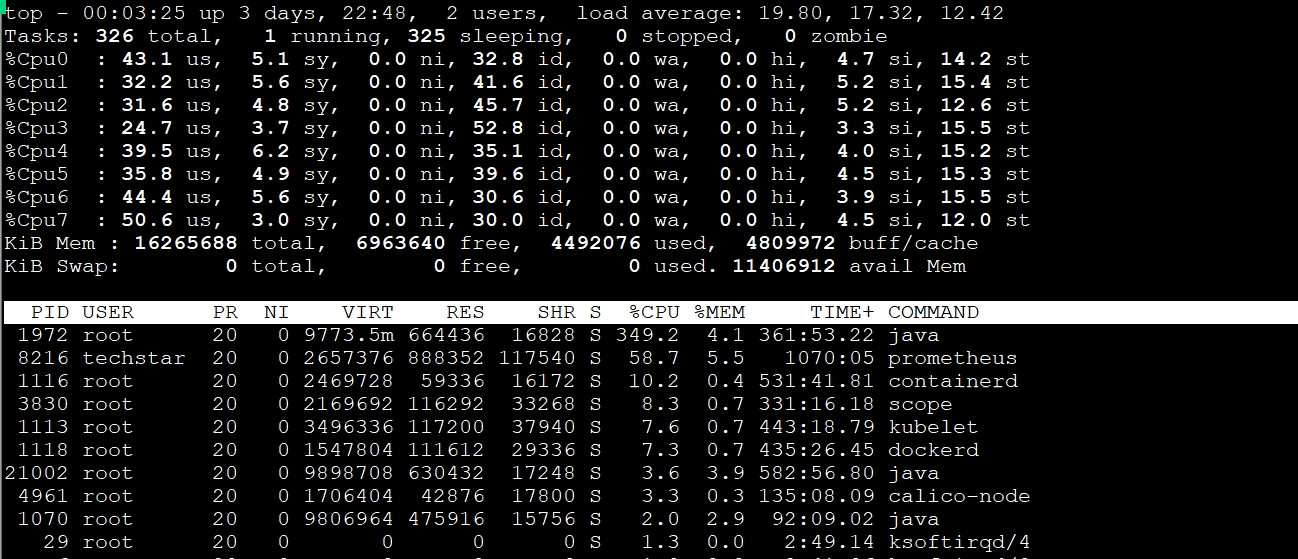 top - 00:03:25 up 3 days, 22:48,  2 users,  load average: 19.80, 17.32, 12.42
Tasks: 326 total,   1 running, 325 sleeping,   0 stopped,   0 zombie
%Cpu0  : 43.1 us,  5.1 sy,  0.0 ni, 32.8 id,  0.0 wa,  0.0 hi,  4.7 si, 14.2 st
%Cpu1  : 32.2 us,  5.6 sy,  0.0 ni, 41.6 id,  0.0 wa,  0.0 hi,  5.2 si, 15.4 st
%Cpu2  : 31.6 us,  4.8 sy,  0.0 ni, 45.7 id,  0.0 wa,  0.0 hi,  5.2 si, 12.6 st
%Cpu3  : 24.7 us,  3.7 sy,  0.0 ni, 52.8 id,  0.0 wa,  0.0 hi,  3.3 si, 15.5 st
%Cpu4  : 39.5 us,  6.2 sy,  0.0 ni, 35.1 id,  0.0 wa,  0.0 hi,  4.0 si, 15.2 st
%Cpu5  : 35.8 us,  4.9 sy,  0.0 ni, 39.6 id,  0.0 wa,  0.0 hi,  4.5 si, 15.3 st
%Cpu6  : 44.4 us,  5.6 sy,  0.0 ni, 30.6 id,  0.0 wa,  0.0 hi,  3.9 si, 15.5 st
%Cpu7  : 50.6 us,  3.0 sy,  0.0 ni, 30.0 id,  0.0 wa,  0.0 hi,  4.5 si, 12.0 st
KiB Mem : 16265688 total,  6963640 free,  4492076 used,  4809972 buff/cache
KiB Swap:        0 total,        0 free,        0 used. 11406912 avail Mem
PID USER      PR  NI    VIRT    RES    SHR S  %CPU %MEM     TIME+ COMMAND
1972 root      20   0 9773.5m 664436  16828 S 349.2  4.1 361:53.22 java
8216 techstar  20   0 2657376 888352 117540 S  58.7  5.5   1070:05 prometheus
1116 root      20   0 2469728  59336  16172 S  10.2  0.4 531:41.81 containerd
3830 root      20   0 2169692 116292  33268 S   8.3  0.7 331:16.18 scope
1113 root      20   0 3496336 117200  37940 S   7.6  0.7 443:18.79 kubelet
1118 root      20   0 1547804 111612  29336 S   7.3  0.7 435:26.45 dockerd
21002 root      20   0 9898708 630432  17248 S   3.6  3.9 582:56.80 java
4961 root      20   0 1706404  42876  17800 S   3.3  0.3 135:08.09 calico-node
1070 root      20   0 9806964 475916  15756 S   2.0  2.9  92:09.02 java
29 root      20   0       0      0      0 S   1.3  0.0   2:49.14 ksoftirqd/4